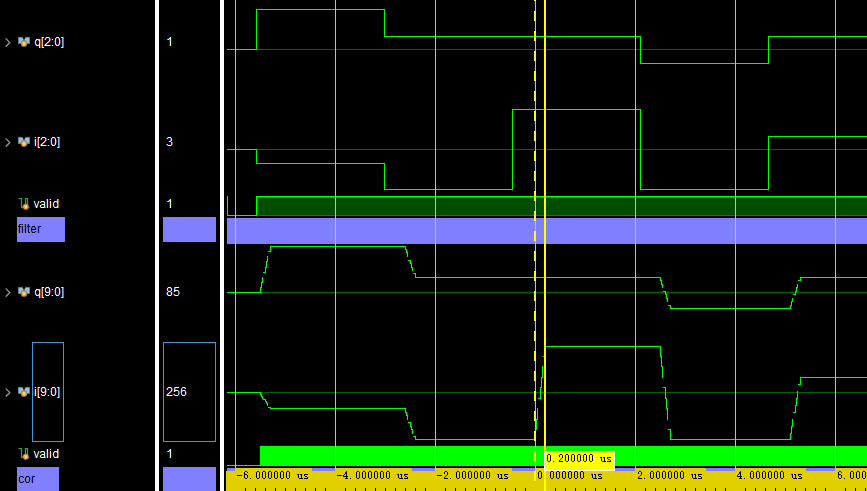 q[2:0] 1
i[2:0] 3
valid 1
filter
q[9:0] 85
i[9:0] 256
valid 1
0.200000 us
cor
-6.000000 us -4.000000 us -2.000000 us 0.000000 us 2.000000 us 4.000000 us 6.000